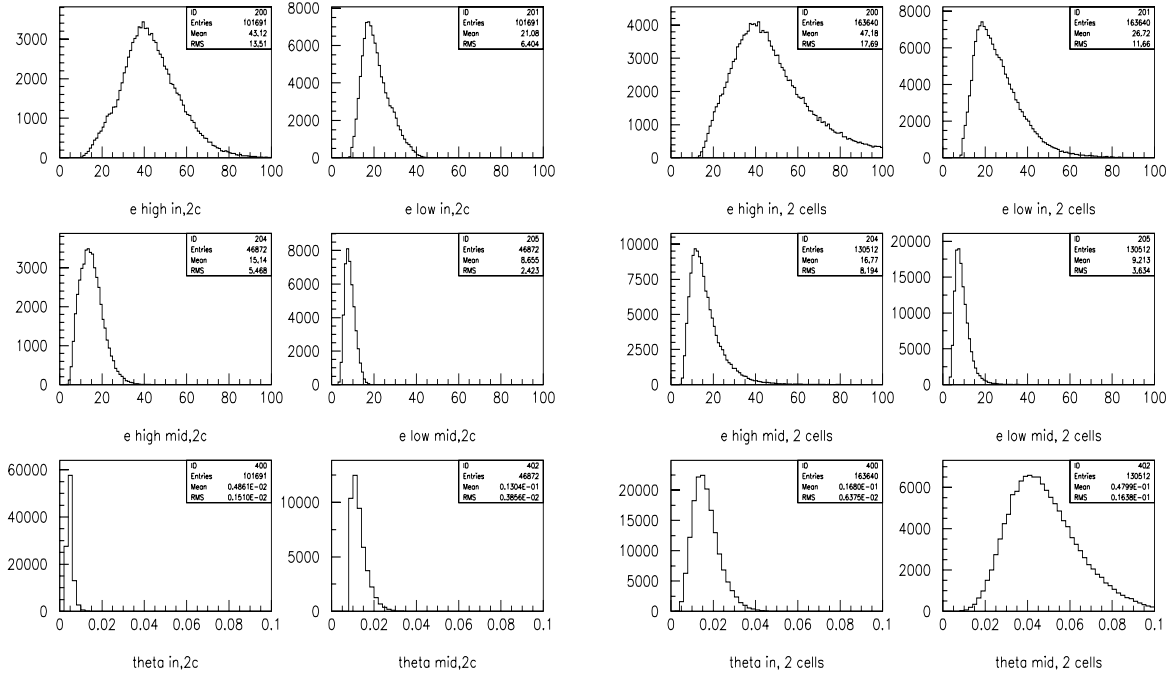 ID 200
Entries 101691
Mean 43.12
RMS 13.51
3000
2000
1000
0
0 20 40 60 80 100
e high in,2c
ID 201
Entries 101691
Mean 21.08
RMS 6.404
8000
6000
4000
2000
0
0 20 40 60 80 100
e low in,2c
ID 200
Entries 163640
Mean 47.18
RMS 17.69
4000
3000
2000
1000
0
0 20 40 60 80 100
e high in, 2 cells
ID 201
Entries 163640
Mean 26.72
RMS 11.66
8000
6000
4000
2000
0
0 20 40 60 80 100
e low in, 2 cells
ID 204
Entries 46872
Mean 15.14
RMS 5.468
3000
2000
1000
0
0 20 40 60 80 100
e high mid,2c
ID 205
Entries 46872
Mean 8.655
RMS 2.423
8000
6000
4000
2000
0
0 20 40 60 80 100
e low mid,2c
ID 204
Entries 130512
Mean 16.77
RMS 8.194
10000
7500
5000
2500
0
0 20 40 60 80 100
e high mid, 2 cells
ID 205
Entries 130512
Mean 9.213
RMS 3.634
20000
15000
10000
5000
0
0 20 40 60 80 100
e low mid, 2 cells
ID 400
Entries 101691
Mean 0.4861E-02
RMS 0.1510E-02
60000
40000
20000
0
0 0.02 0.04 0.06 0.08 0.1
theta in,2c
ID 402
Entries 46872
Mean 0.1304E-01
RMS 0.3856E-02
10000
5000
0
0 0.02 0.04 0.06 0.08 0.1
theta mid,2c
ID 400
Entries 163640
Mean 0.1680E-01
RMS 0.6375E-02
20000
15000
10000
5000
0
0 0.02 0.04 0.06 0.08 0.1
theta in, 2 cells
ID 402
Entries 130512
Mean 0.4799E-01
RMS 0.1638E-01
6000
4000
2000
0
0 0.02 0.04 0.06 0.08 0.1
theta mid, 2 cells